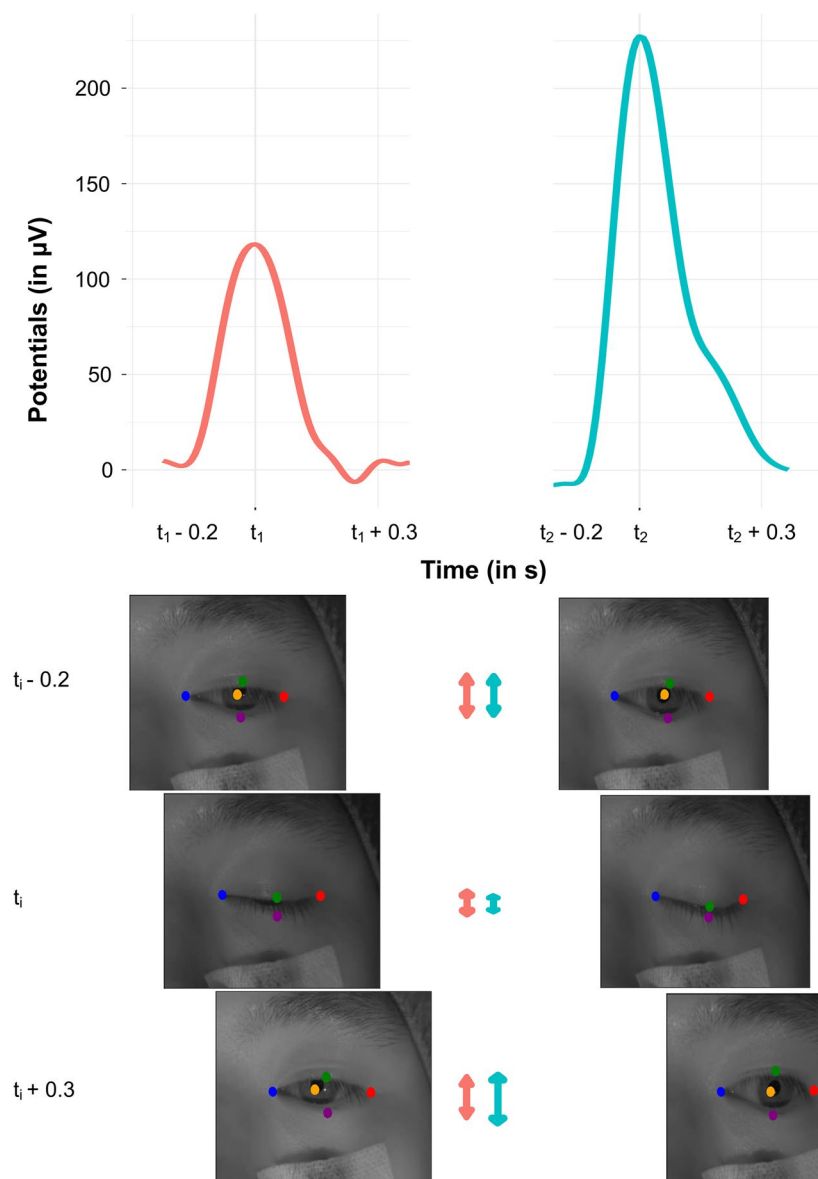 200
150
100
50
0
Potentials (in µV)
t₁ - 0.2 t₁ t₁ + 0.3 t₂ - 0.2 t₂ t₂ + 0.3
Time (in s)
tᵢ - 0.2
tᵢ
tᵢ + 0.3